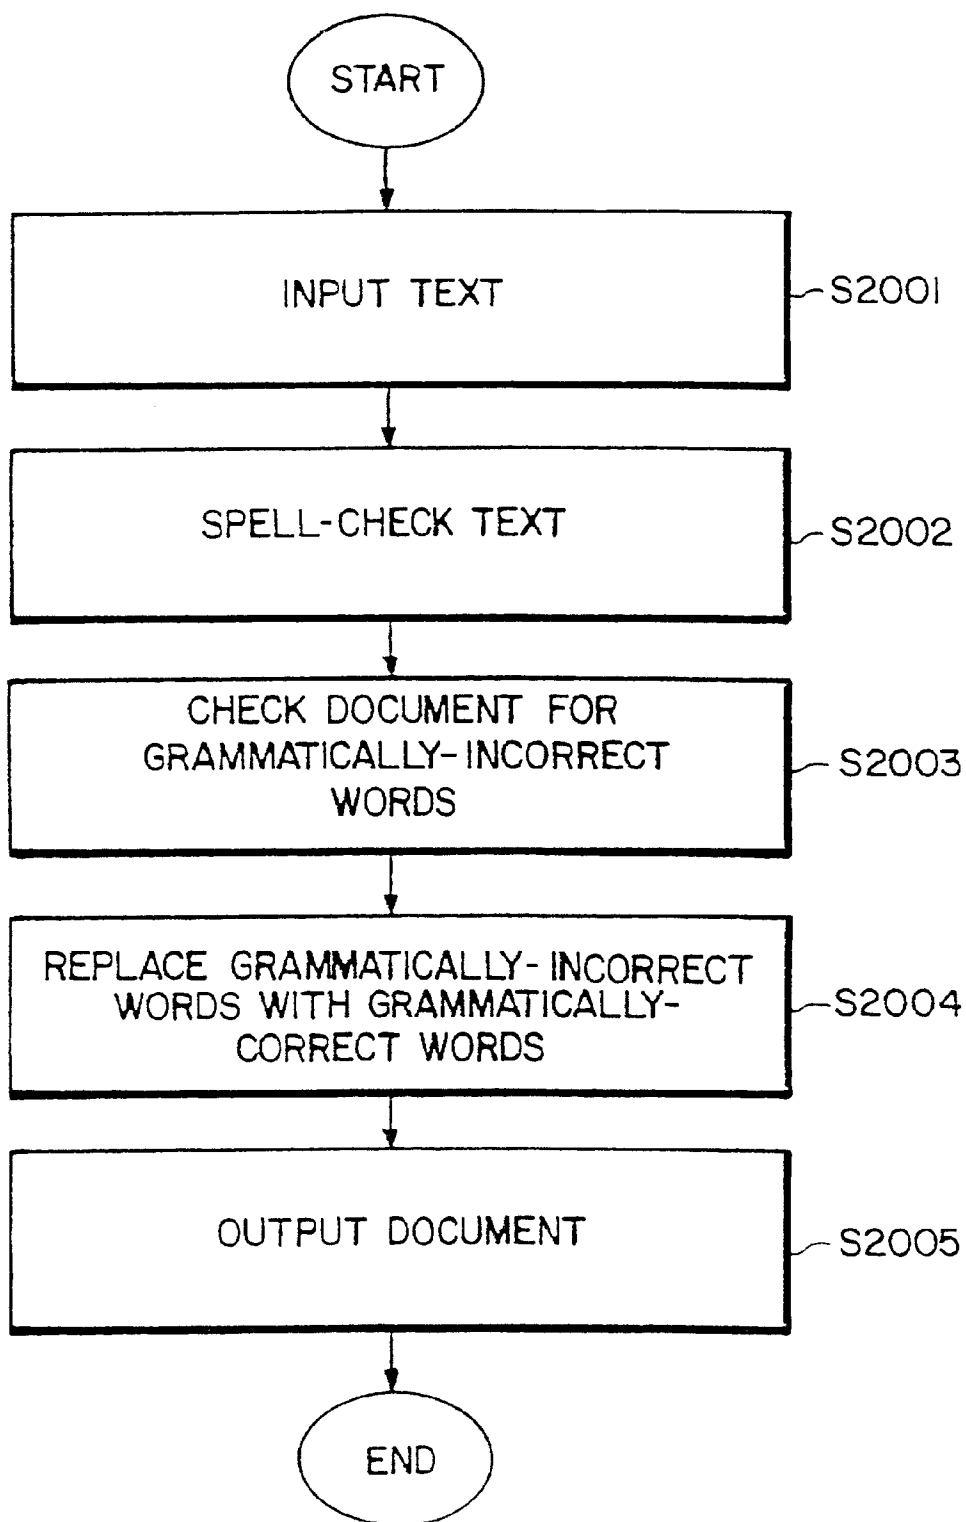 START
INPUT TEXT
S2001
SPELL-CHECK TEXT
S2002
CHECK DOCUMENT FOR
GRAMMATICALLY-INCORRECT
WORDS
S2003
REPLACE GRAMMATICALLY-INCORRECT
WORDS WITH GRAMMATICALLY-
CORRECT WORDS
S2004
OUTPUT DOCUMENT
S2005
END